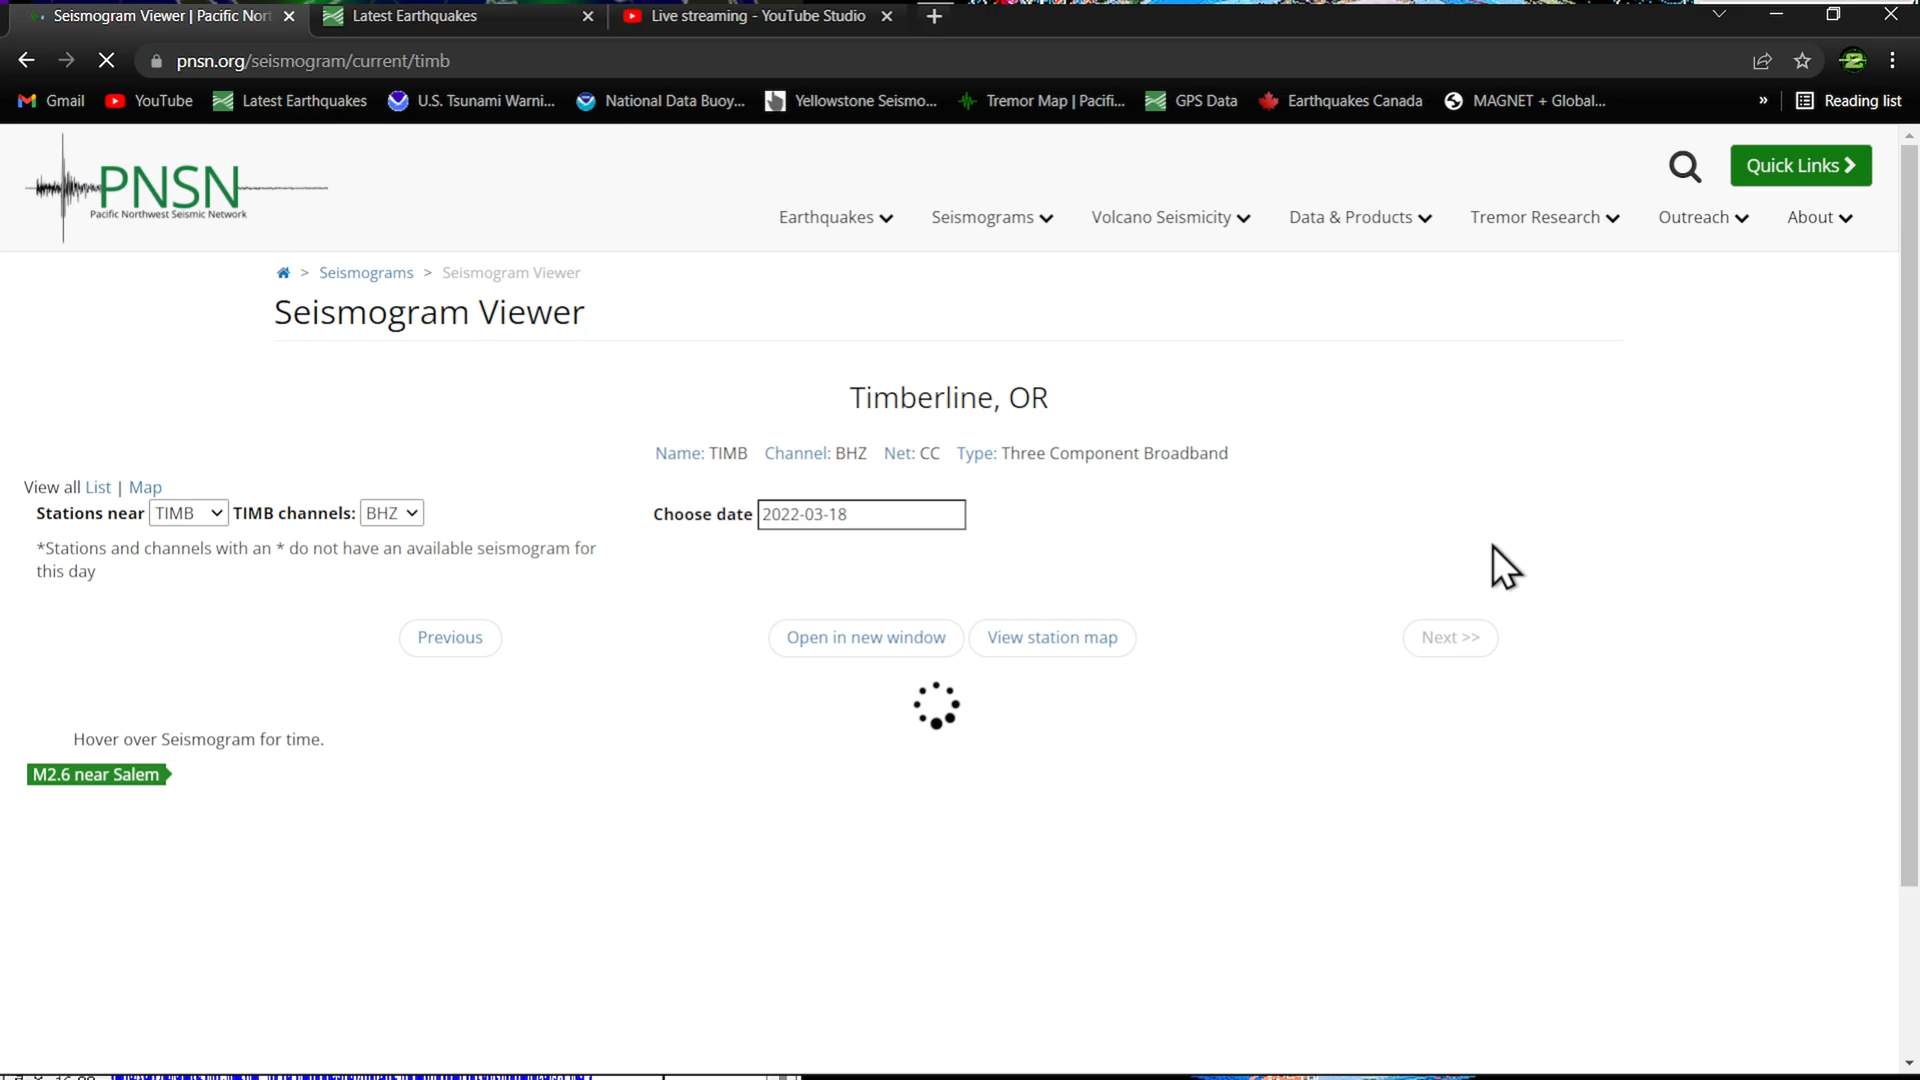 Seismogram Viewer | Pacific Nort
Latest Earthquakes
Live streaming - YouTube Studio
pnsn.org/seismogram/current/timb
Gmail
YouTube
Latest Earthquakes
U.S. Tsunami Warni...
National Data Buoy...
Yellowstone Seismo...
Tremor Map | Pacifi...
GPS Data
Earthquakes Canada
MAGNET + Global...
»
Reading list
PNSN
Pacific Northwest Seismic Network
Quick Links
Earthquakes
Seismograms
Volcano Seismicity
Data & Products
Tremor Research
Outreach
About
> Seismograms > Seismogram Viewer
Seismogram Viewer
Timberline, OR
Name: TIMB Channel: BHZ Net: CC Type: Three Component Broadband
View all List | Map
Stations near TIMB TIMB channels: BHZ
Choose date 2022-03-18
*Stations and channels with an * do not have an available seismogram for
this day
Previous
Open in new window
View station map
Next >>
Hover over Seismogram for time.
M2.6 near Salem